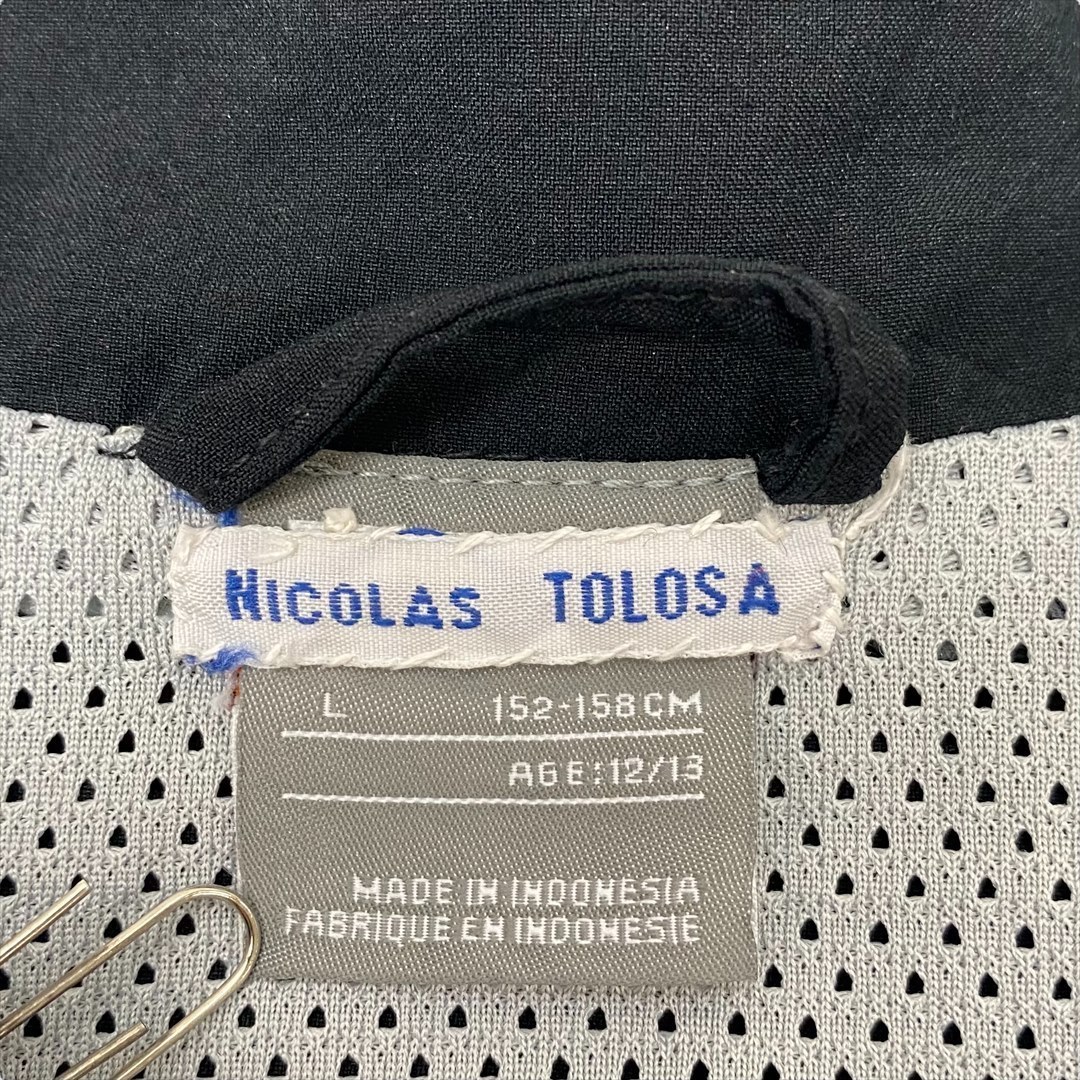 NICOLAS TOLOSA
L 152-158CM
AGE:12/13
MADE IN INDONESIA
FABRIQUE EN INDONESIE